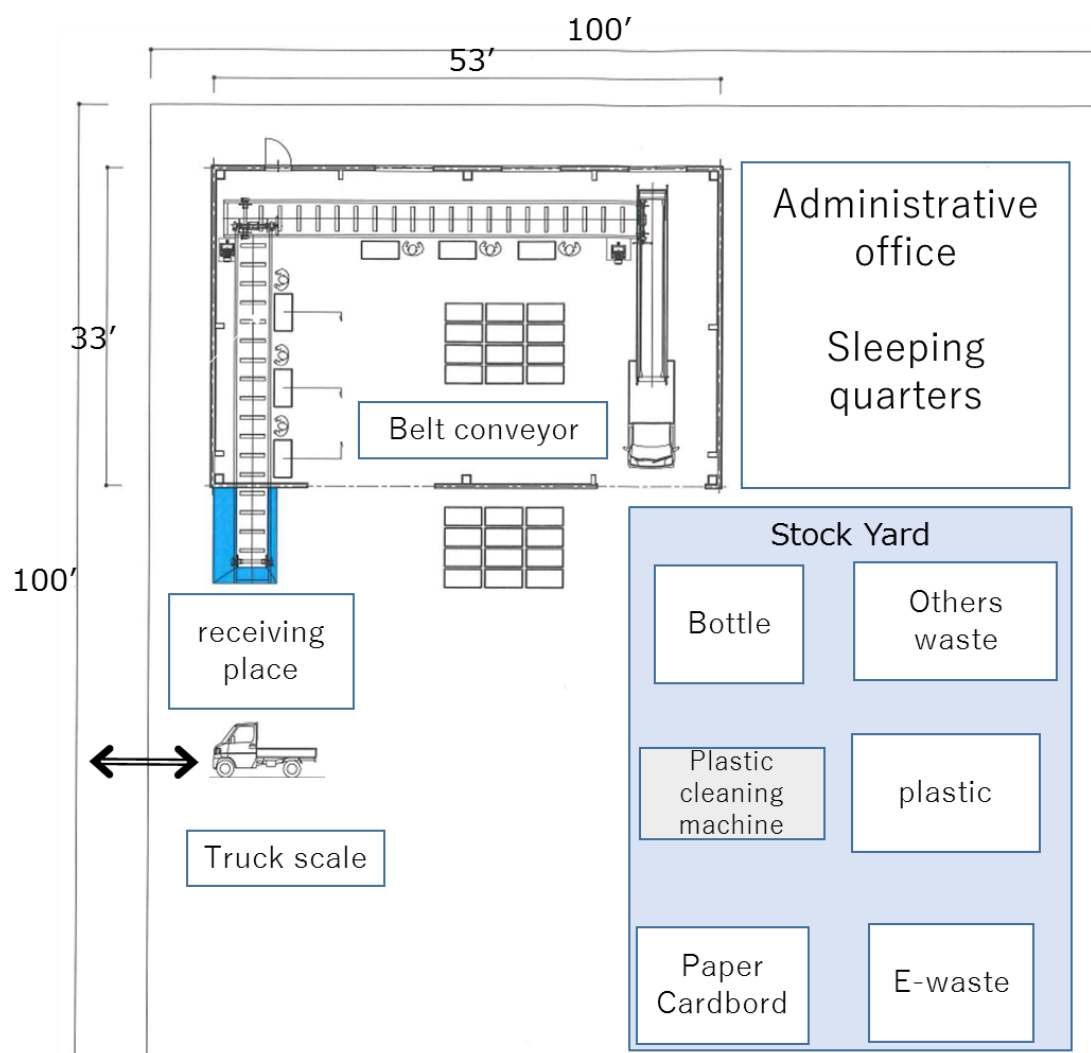 100′
53′
Administrative
office
Sleeping
quarters
33′
Belt conveyor
Stock Yard
100′
Bottle
Others
waste
receiving
place
Plastic
cleaning
machine
plastic
Truck scale
Paper
Cardbord
E-waste